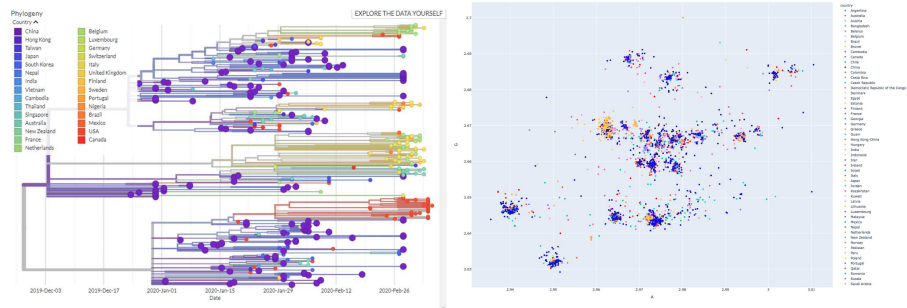 Phylogeny
EXPLORE THE DATA YOURSELF
Country
China
Hong Kong
Taiwan
Japan
South Korea
Nepal
India
Vietnam
Cambodia
Thailand
Singapore
Australia
New Zealand
France
Netherlands
Belgium
Luxembourg
Germany
Switzerland
Italy
United Kingdom
Finland
Sweden
Portugal
Nigeria
Brazil
Mexico
USA
Canada
2019-Dec-03
2019-Dec-17
2020-Jan-01
2020-Jan-15
2020-Jan-29
2020-Feb-12
2020-Feb-26
Date
country
Argentina
Australia
Austria
Bangladesh
Belarus
Belgium
Brazil
Brunei
Cambodia
Canada
Chile
China
Colombia
Costa Rica
Czech Republic
Democratic Republic of the Congo
Denmark
Egypt
Estonia
Finland
France
Georgia
Germany
Greece
Guam
Hong Kong-China
Hungary
India
Indonesia
Iran
Ireland
Israel
Italy
Japan
Jordan
Kazakhstan
Kuwait
Latvia
Lithuania
Luxembourg
Malaysia
Mexico
Nepal
Netherlands
New Zealand
Norway
Pakistan
Peru
Poland
Portugal
Qatar
Romania
Russia
Saudi Arabia